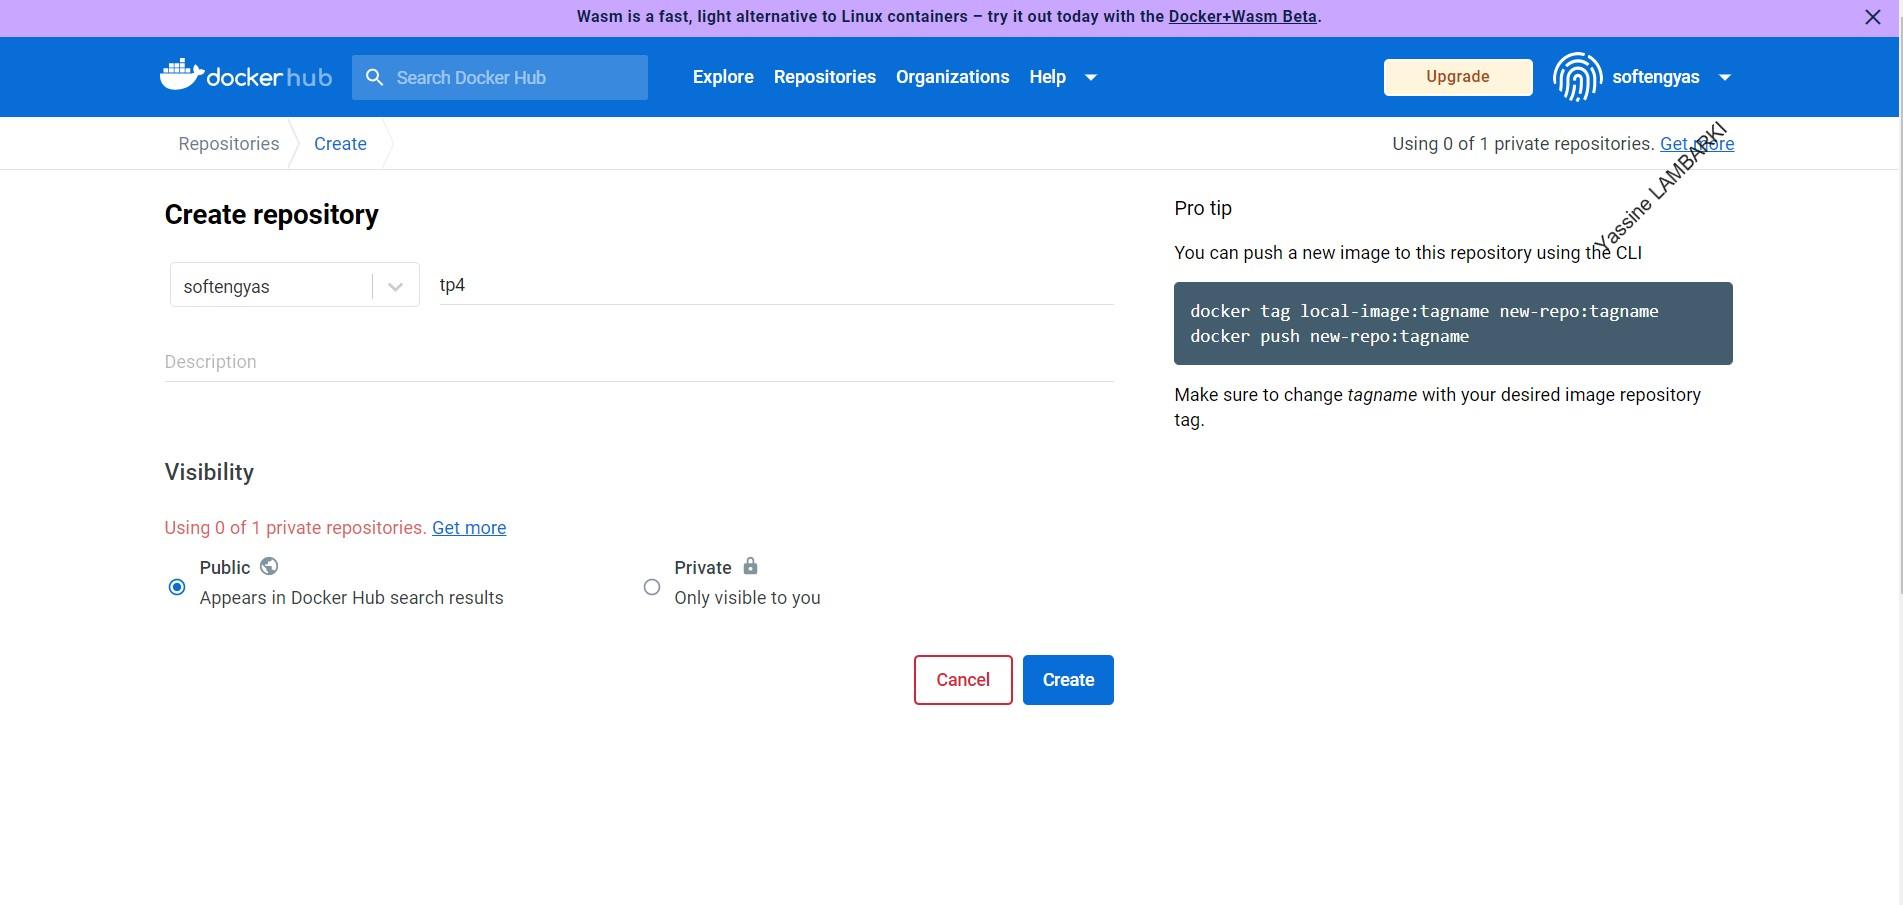 Wasm is a fast, light alternative to Linux containers – try it out today with the Docker+Wasm Beta.
docker hub
Search Docker Hub
Explore
Repositories
Organizations
Help
Upgrade
softengyas
Repositories
Create
Using 0 of 1 private repositories. Get more
Yassine LAMBARKI
Create repository
softengyas
tp4
Description
Visibility
Using 0 of 1 private repositories. Get more
Public
Appears in Docker Hub search results
Private
Only visible to you
Cancel
Create
Pro tip
You can push a new image to this repository using the CLI
docker tag local-image:tagname new-repo:tagname
docker push new-repo:tagname
Make sure to change tagname with your desired image repository
tag.